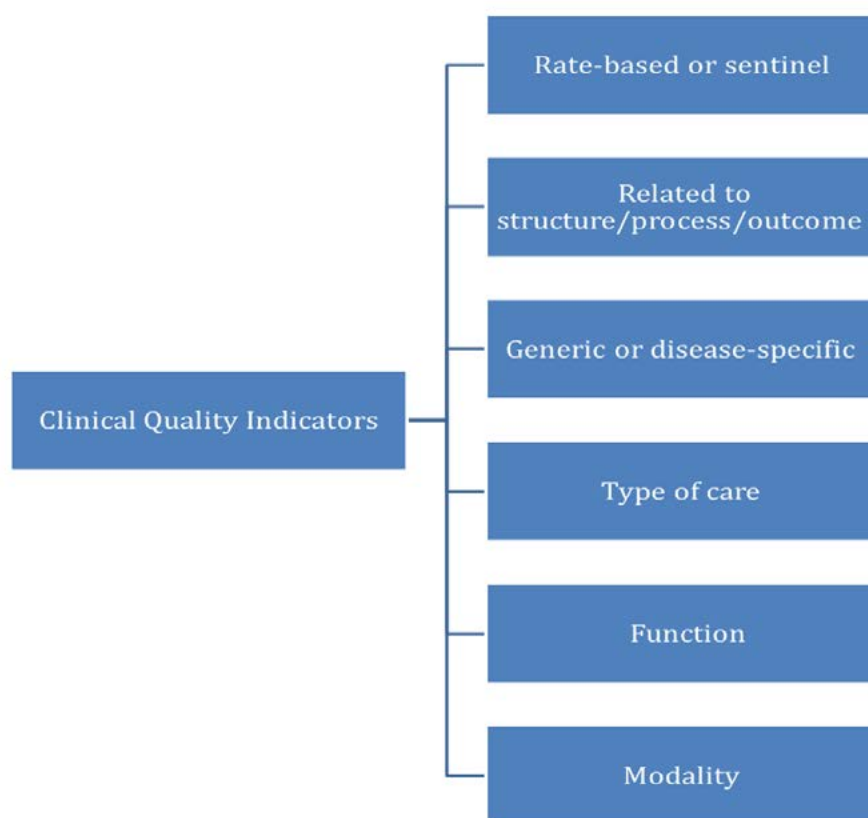 Rate-based or sentinel
Related to
structure/process/outcome
Generic or disease-specific
Clinical Quality Indicators
Type of care
Function
Modality